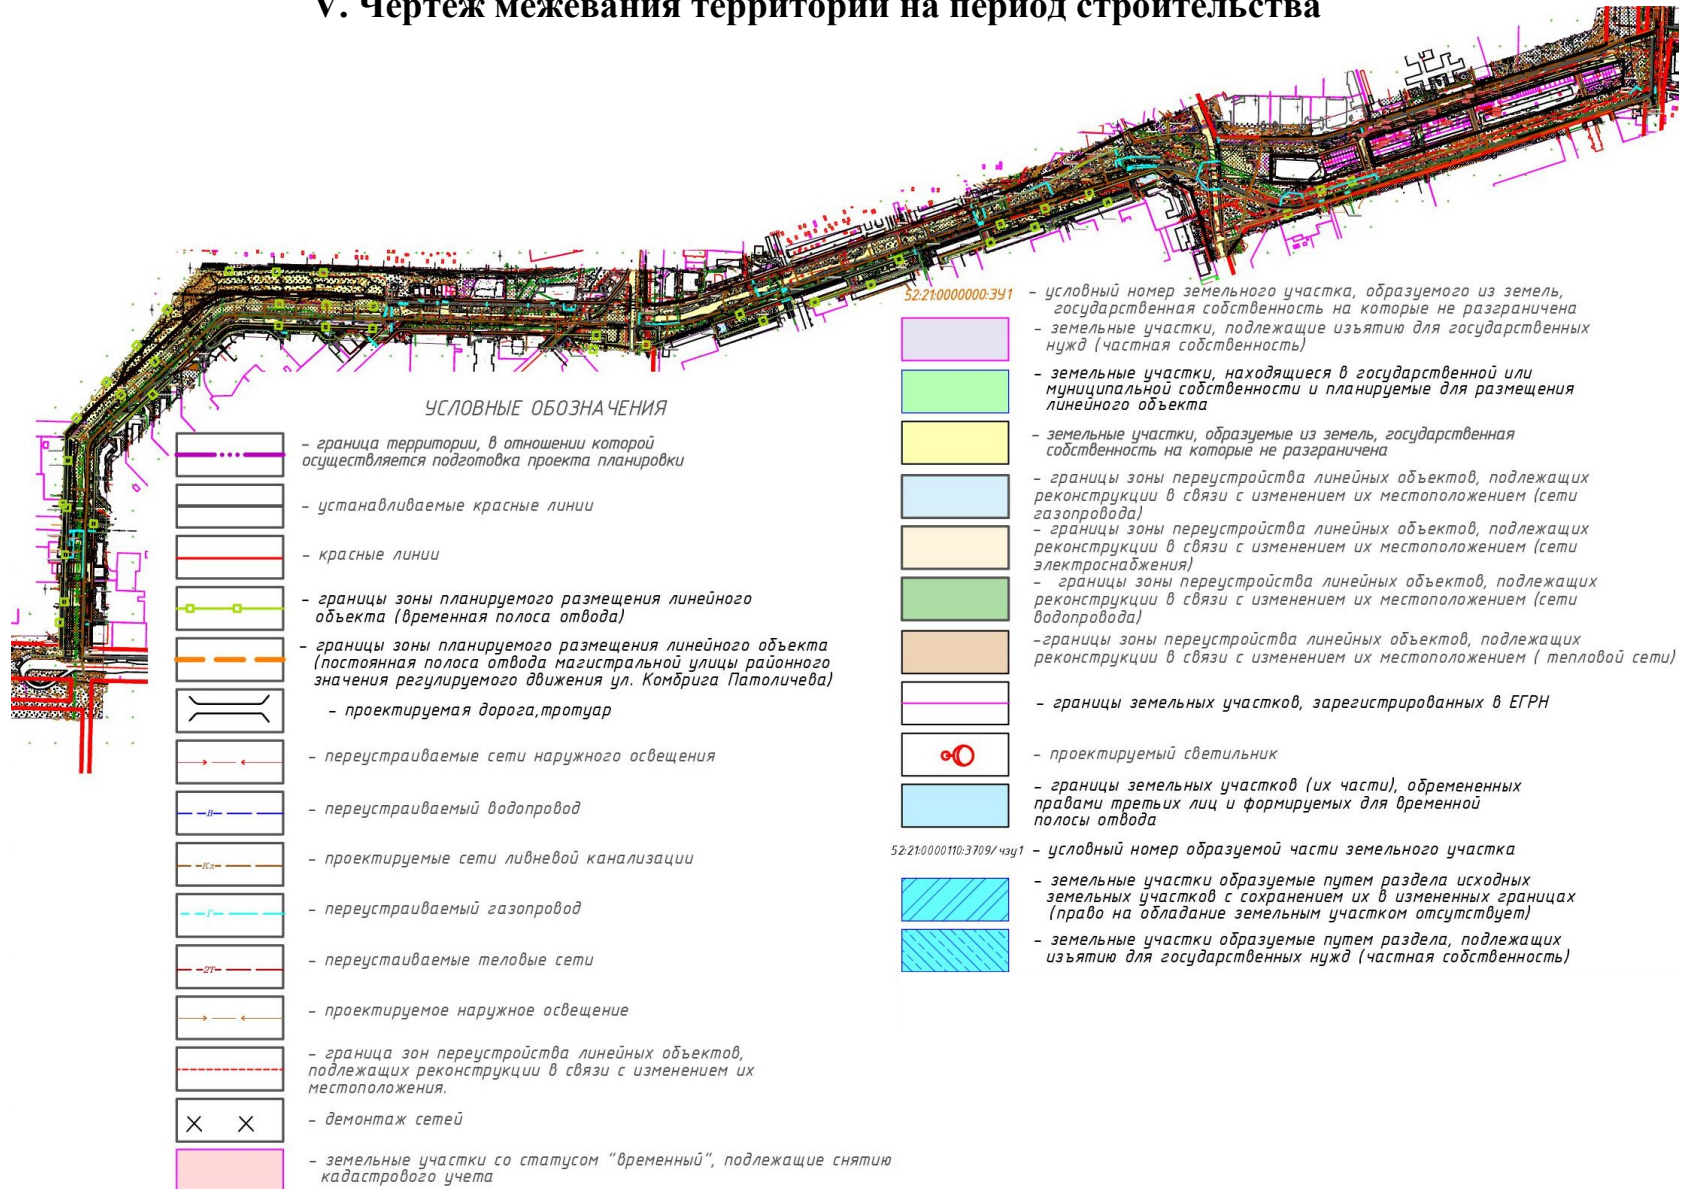 V. Чертеж межевания территории на период строительства
УСЛОВНЫЕ ОБОЗНАЧЕНИЯ
- граница территории, в отношении которой
осуществляется подготовка проекта планировки
- устанавливаемые красные линии
- красные линии
- границы зоны планируемого размещения линейного
объекта (временная полоса отвода)
- границы зоны планируемого размещения линейного объекта
(постоянная полоса отвода магистральной улицы районного
значения регулируемого движения ул. Комбрига Патоличева)
- проектируемая дорога,тротуар
- переустраиваемые сети наружного освещения
В
- переустраиваемый водопровод
Кл
- проектируемые сети ливневой канализации
Г
- переустраиваемый газопровод
2Т
- переустаиваемые теловые сети
- проектируемое наружное освещение
- граница зон переустройства линейных объектов,
подлежащих реконструкции в связи с изменением их
местоположения.
- демонтаж сетей
- земельные участки со статусом "временный", подлежащие снятию
кадастрового учета
52:21:0000000:ЗУ1 - условный номер земельного участка, образуемого из земель,
государственная собственность на которые не разграничена
- земельные участки, подлежащие изъятию для государственных
нужд (частная собственность)
- земельные участки, находящиеся в государственной или
муниципальной собственности и планируемые для размещения
линейного объекта
- земельные участки, образуемые из земель, государственная
собственность на которые не разграничена
- границы зоны переустройства линейных объектов, подлежащих
реконструкции в связи с изменением их местоположением (сети
газопровода)
- границы зоны переустройства линейных объектов, подлежащих
реконструкции в связи с изменением их местоположением (сети
электроснабжения)
- границы зоны переустройства линейных объектов, подлежащих
реконструкции в связи с изменением их местоположением (сети
водопровода)
-границы зоны переустройства линейных объектов, подлежащих
реконструкции в связи с изменением их местоположением ( тепловой сети)
- границы земельных участков, зарегистрированных в ЕГРН
- проектируемый светильник
- границы земельных участков (их части), обремененных
правами третьих лиц и формируемых для временной
полосы отвода
52:21:0000110:3709/чзу1 - условный номер образуемой части земельного участка
- земельные участки образуемые путем раздела исходных
земельных участков с сохранением их в измененных границах
(право на обладание земельным участком отсутствует)
- земельные участки образуемые путем раздела, подлежащих
изъятию для государственных нужд (частная собственность)